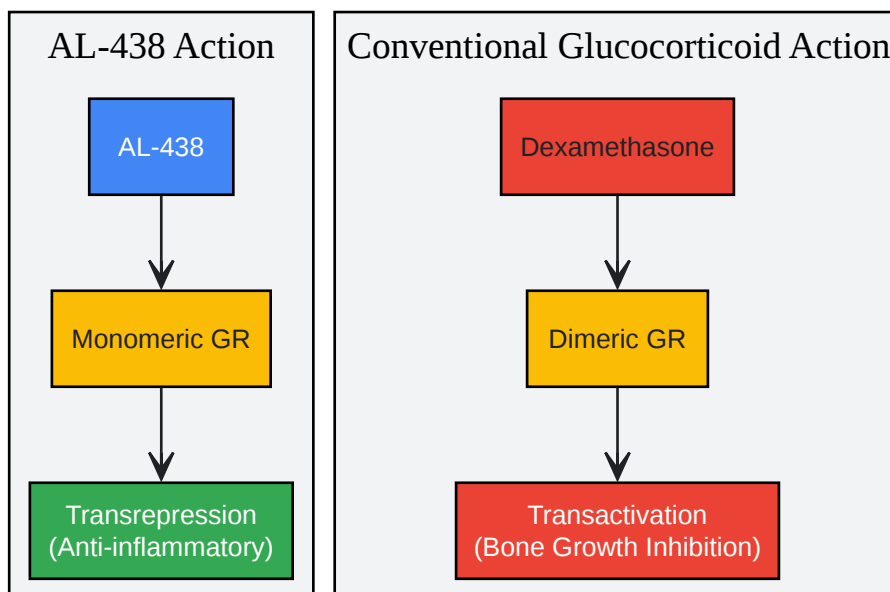 AL-438 Action
AL-438
Monomeric GR
Transrepression
(Anti-inflammatory)
Conventional Glucocorticoid Action
Dexamethasone
Dimeric GR
Transactivation
(Bone Growth Inhibition)